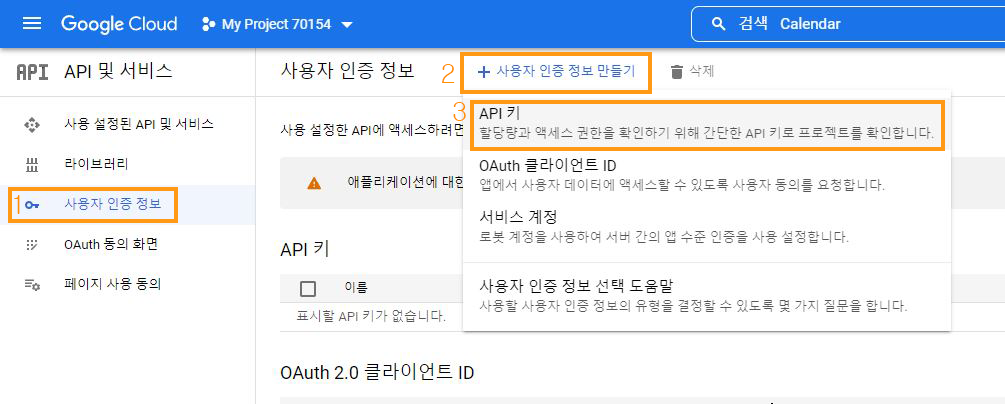 Google Cloud My Project 70154 검색 Calendar
API API 및 서비스
사용 설정된 API 및 서비스
라이브러리
1 사용자 인증 정보
OAuth 동의 화면
페이지 사용 동의
사용자 인증 정보 2 + 사용자 인증 정보 만들기 삭제
3 API 키
할당량과 액세스 권한을 확인하기 위해 간단한 API 키로 프로젝트를 확인합니다.
OAuth 클라이언트 ID
앱에서 사용자 데이터에 액세스할 수 있도록 사용자 동의를 요청합니다.
서비스 계정
로봇 계정을 사용하여 서버 간의 앱 수준 인증을 사용 설정합니다.
사용자 인증 정보 선택 도움말
사용할 사용자 인증 정보의 유형을 결정할 수 있도록 몇 가지 질문을 합니다.
사용 설정한 API에 액세스하려면
애플리케이션에 대한
API 키
이름
표시할 API 키가 없습니다.
OAuth 2.0 클라이언트 ID